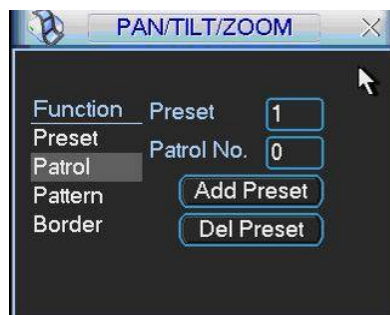 PAN/TILT/ZOOM
Function
Preset
Patrol
Pattern
Border
Preset 1
Patrol No. 0
Add Preset
Del Preset